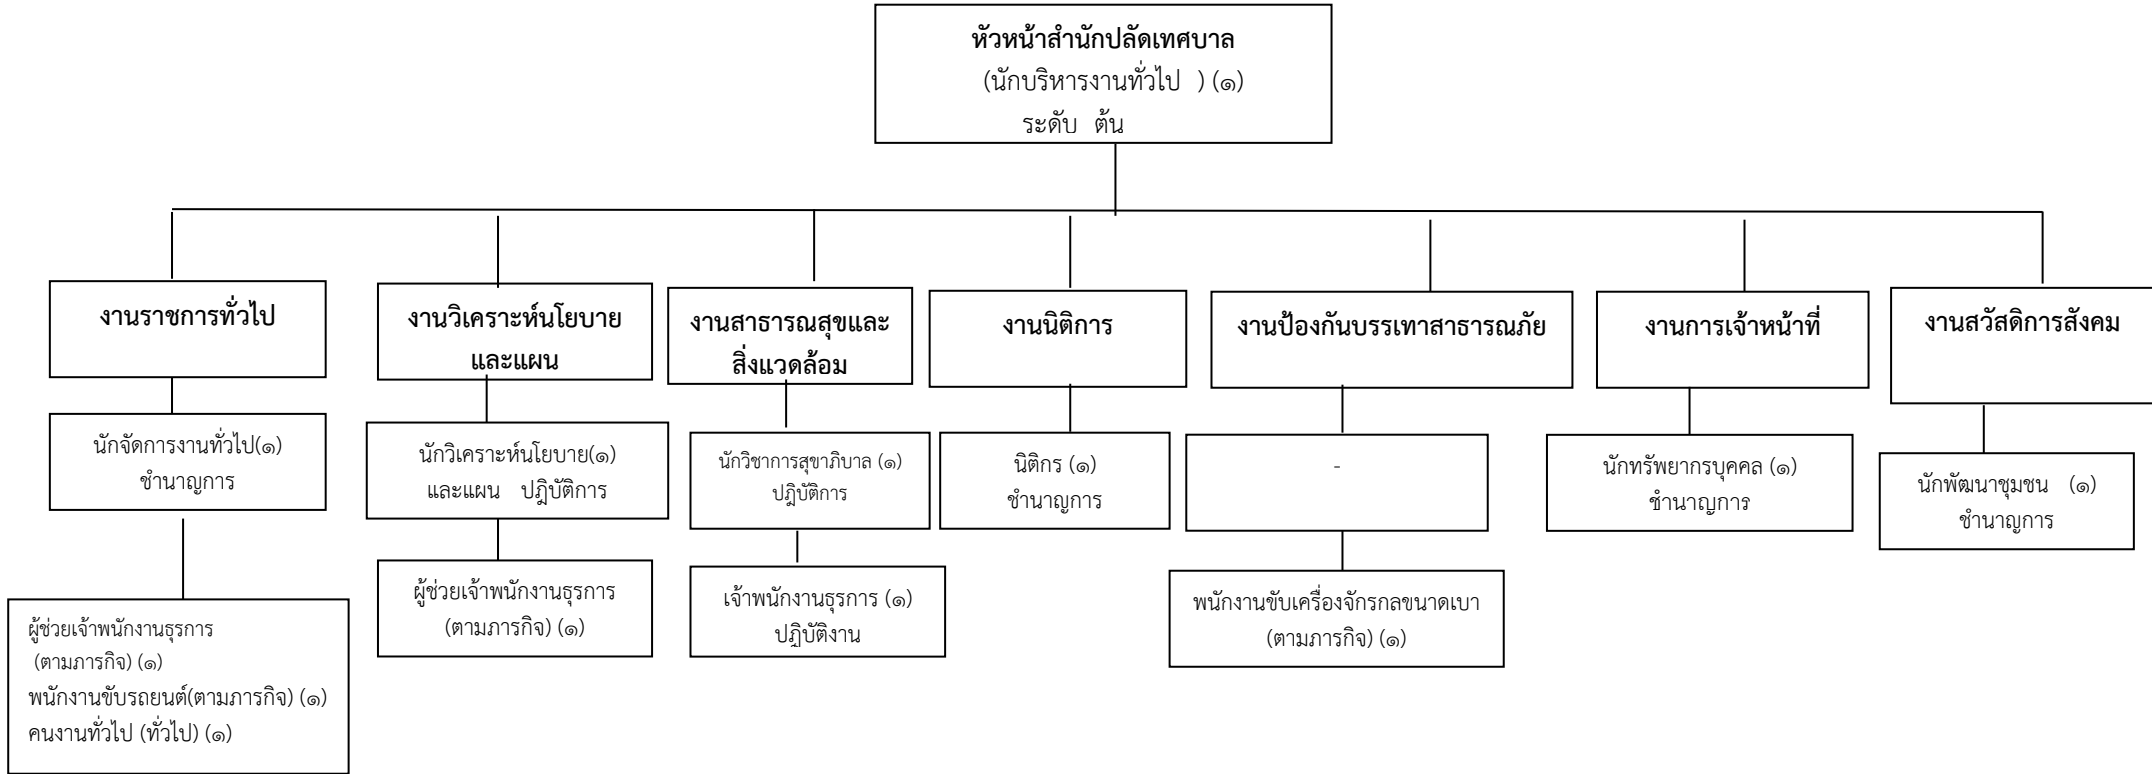 หัวหน้าสำนักปลัดเทศบาล
(นักบริหารงานทั่วไป ) (๑)
ระดับ ต้น
งานราชการทั่วไป
นักจัดการงานทั่วไป(๑)
ชำนาญการ
ผู้ช่วยเจ้าพนักงานธุรการ
(ตามภารกิจ) (๑)
พนักงานขับรถยนต์(ตามภารกิจ) (๑)
คนงานทั่วไป (ทั่วไป) (๑)
งานวิเคราะห์นโยบาย
และแผน
นักวิเคราะห์นโยบาย(๑)
และแผน ปฏิบัติการ
ผู้ช่วยเจ้าพนักงานธุรการ
(ตามภารกิจ) (๑)
งานสาธารณสุขและ
สิ่งแวดล้อม
นักวิชาการสุขาภิบาล (๑)
ปฏิบัติการ
เจ้าพนักงานธุรการ (๑)
ปฏิบัติงาน
งานนิติการ
นิติกร (๑)
ชำนาญการ
งานป้องกันบรรเทาสาธารณภัย
-
พนักงานขับเครื่องจักรกลขนาดเบา
(ตามภารกิจ) (๑)
งานการเจ้าหน้าที่
นักทรัพยากรบุคคล (๑)
ชำนาญการ
งานสวัสดิการสังคม
นักพัฒนาชุมชน (๑)
ชำนาญการ